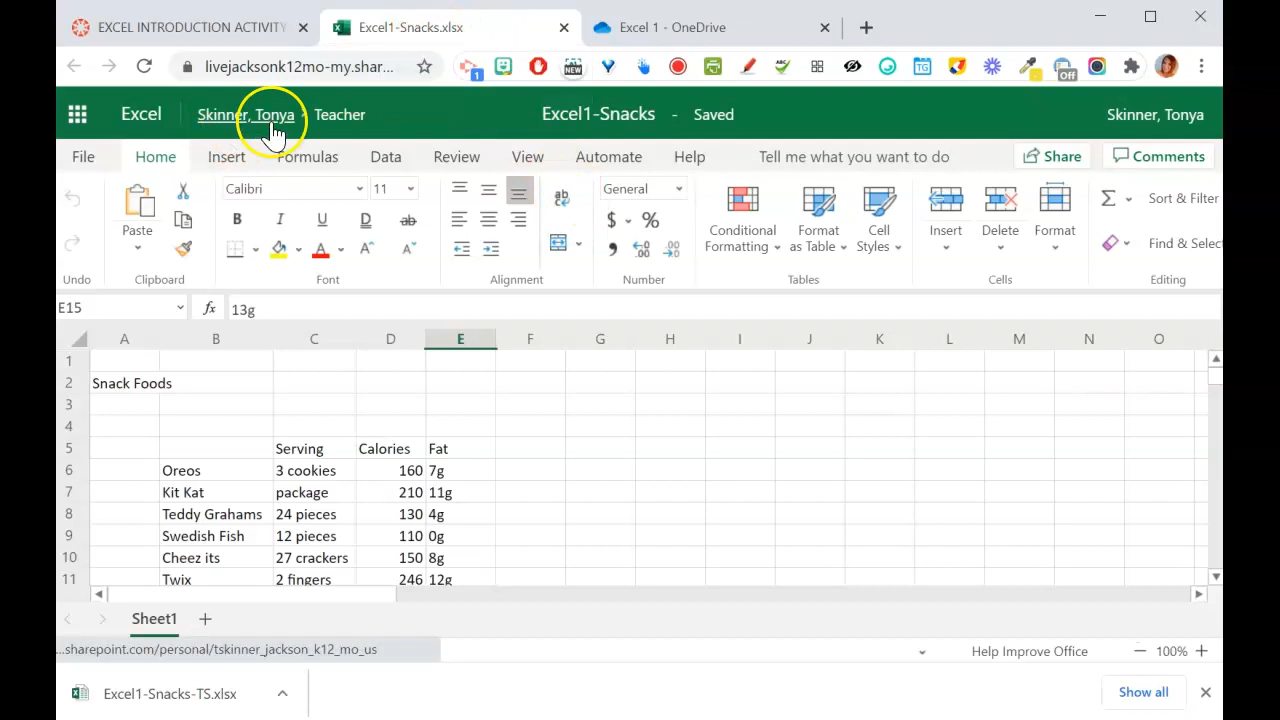 EXCEL INTRODUCTION ACTIVITY
Excel1-Snacks.xlsx
Excel 1 - OneDrive
livejacksonk12mo-my.shar...
1
NEW
TG
Off
Excel
Skinner, Tonya
Teacher
Excel1-Snacks - Saved
Skinner, Tonya
File
Home
Insert
Formulas
Data
Review
View
Automate
Help
Tell me what you want to do
Share
Comments
Paste
Calibri
11
General
Conditional Formatting
Format as Table
Cell Styles
Insert
Delete
Format
Sort & Filter
Find & Selec
Undo
Clipboard
Font
Alignment
Number
Tables
Cells
Editing
E15
fx
13g
A B C D E F G H I J K L M N O
1
2 Snack Foods
3
4
5 Serving Calories Fat
6 Oreos 3 cookies 160 7g
7 Kit Kat package 210 11g
8 Teddy Grahams 24 pieces 130 4g
9 Swedish Fish 12 pieces 110 0g
10 Cheez its 27 crackers 150 8g
11 Twix 2 fingers 246 12g
Sheet1
...sharepoint.com/personal/tskinner_jackson_k12_mo_us
Help Improve Office
100%
Excel1-Snacks-TS.xlsx
Show all